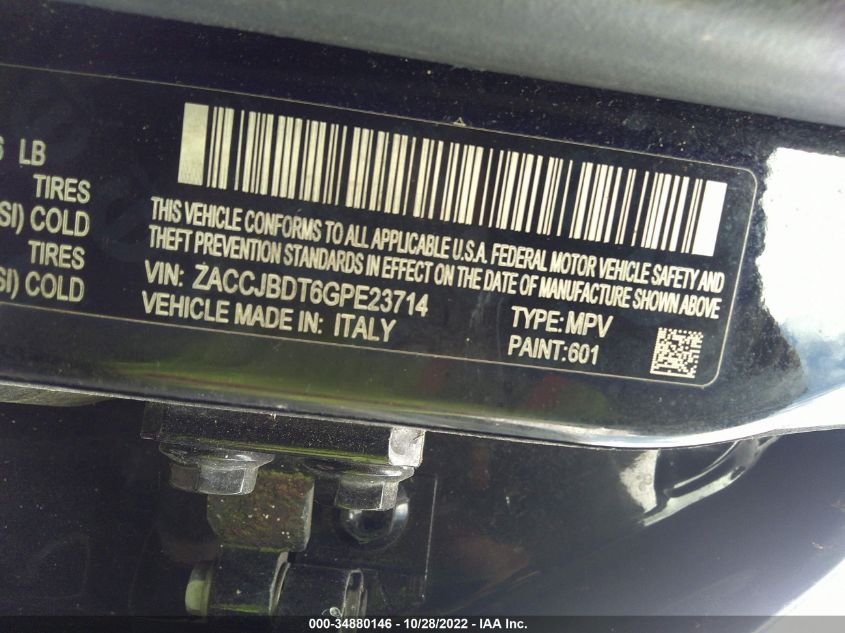 LB
TIRES
SI) COLD
TIRES
SI) COLD
THIS VEHICLE CONFORMS TO ALL APPLICABLE U.S.A. FEDERAL MOTOR VEHICLE SAFETY AND
THEFT PREVENTION STANDARDS IN EFFECT ON THE DATE OF MANUFACTURE SHOWN ABOVE
VIN: ZACCJBDT6GPE23714 TYPE:MPV
VEHICLE MADE IN: ITALY PAINT:601
000-34880146 - 10/28/2022 - IAA Inc.